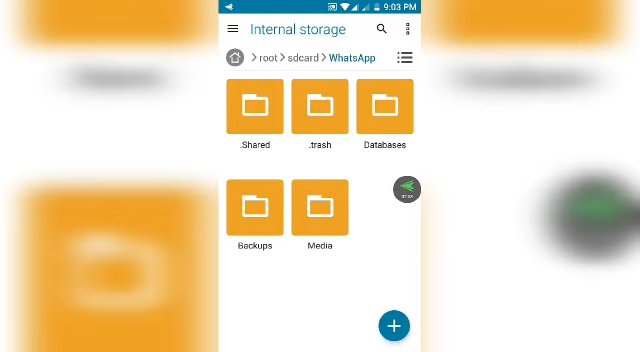 9:03 PM
Internal storage
root > sdcard > WhatsApp
.Shared
.trash
Databases
Backups
Media